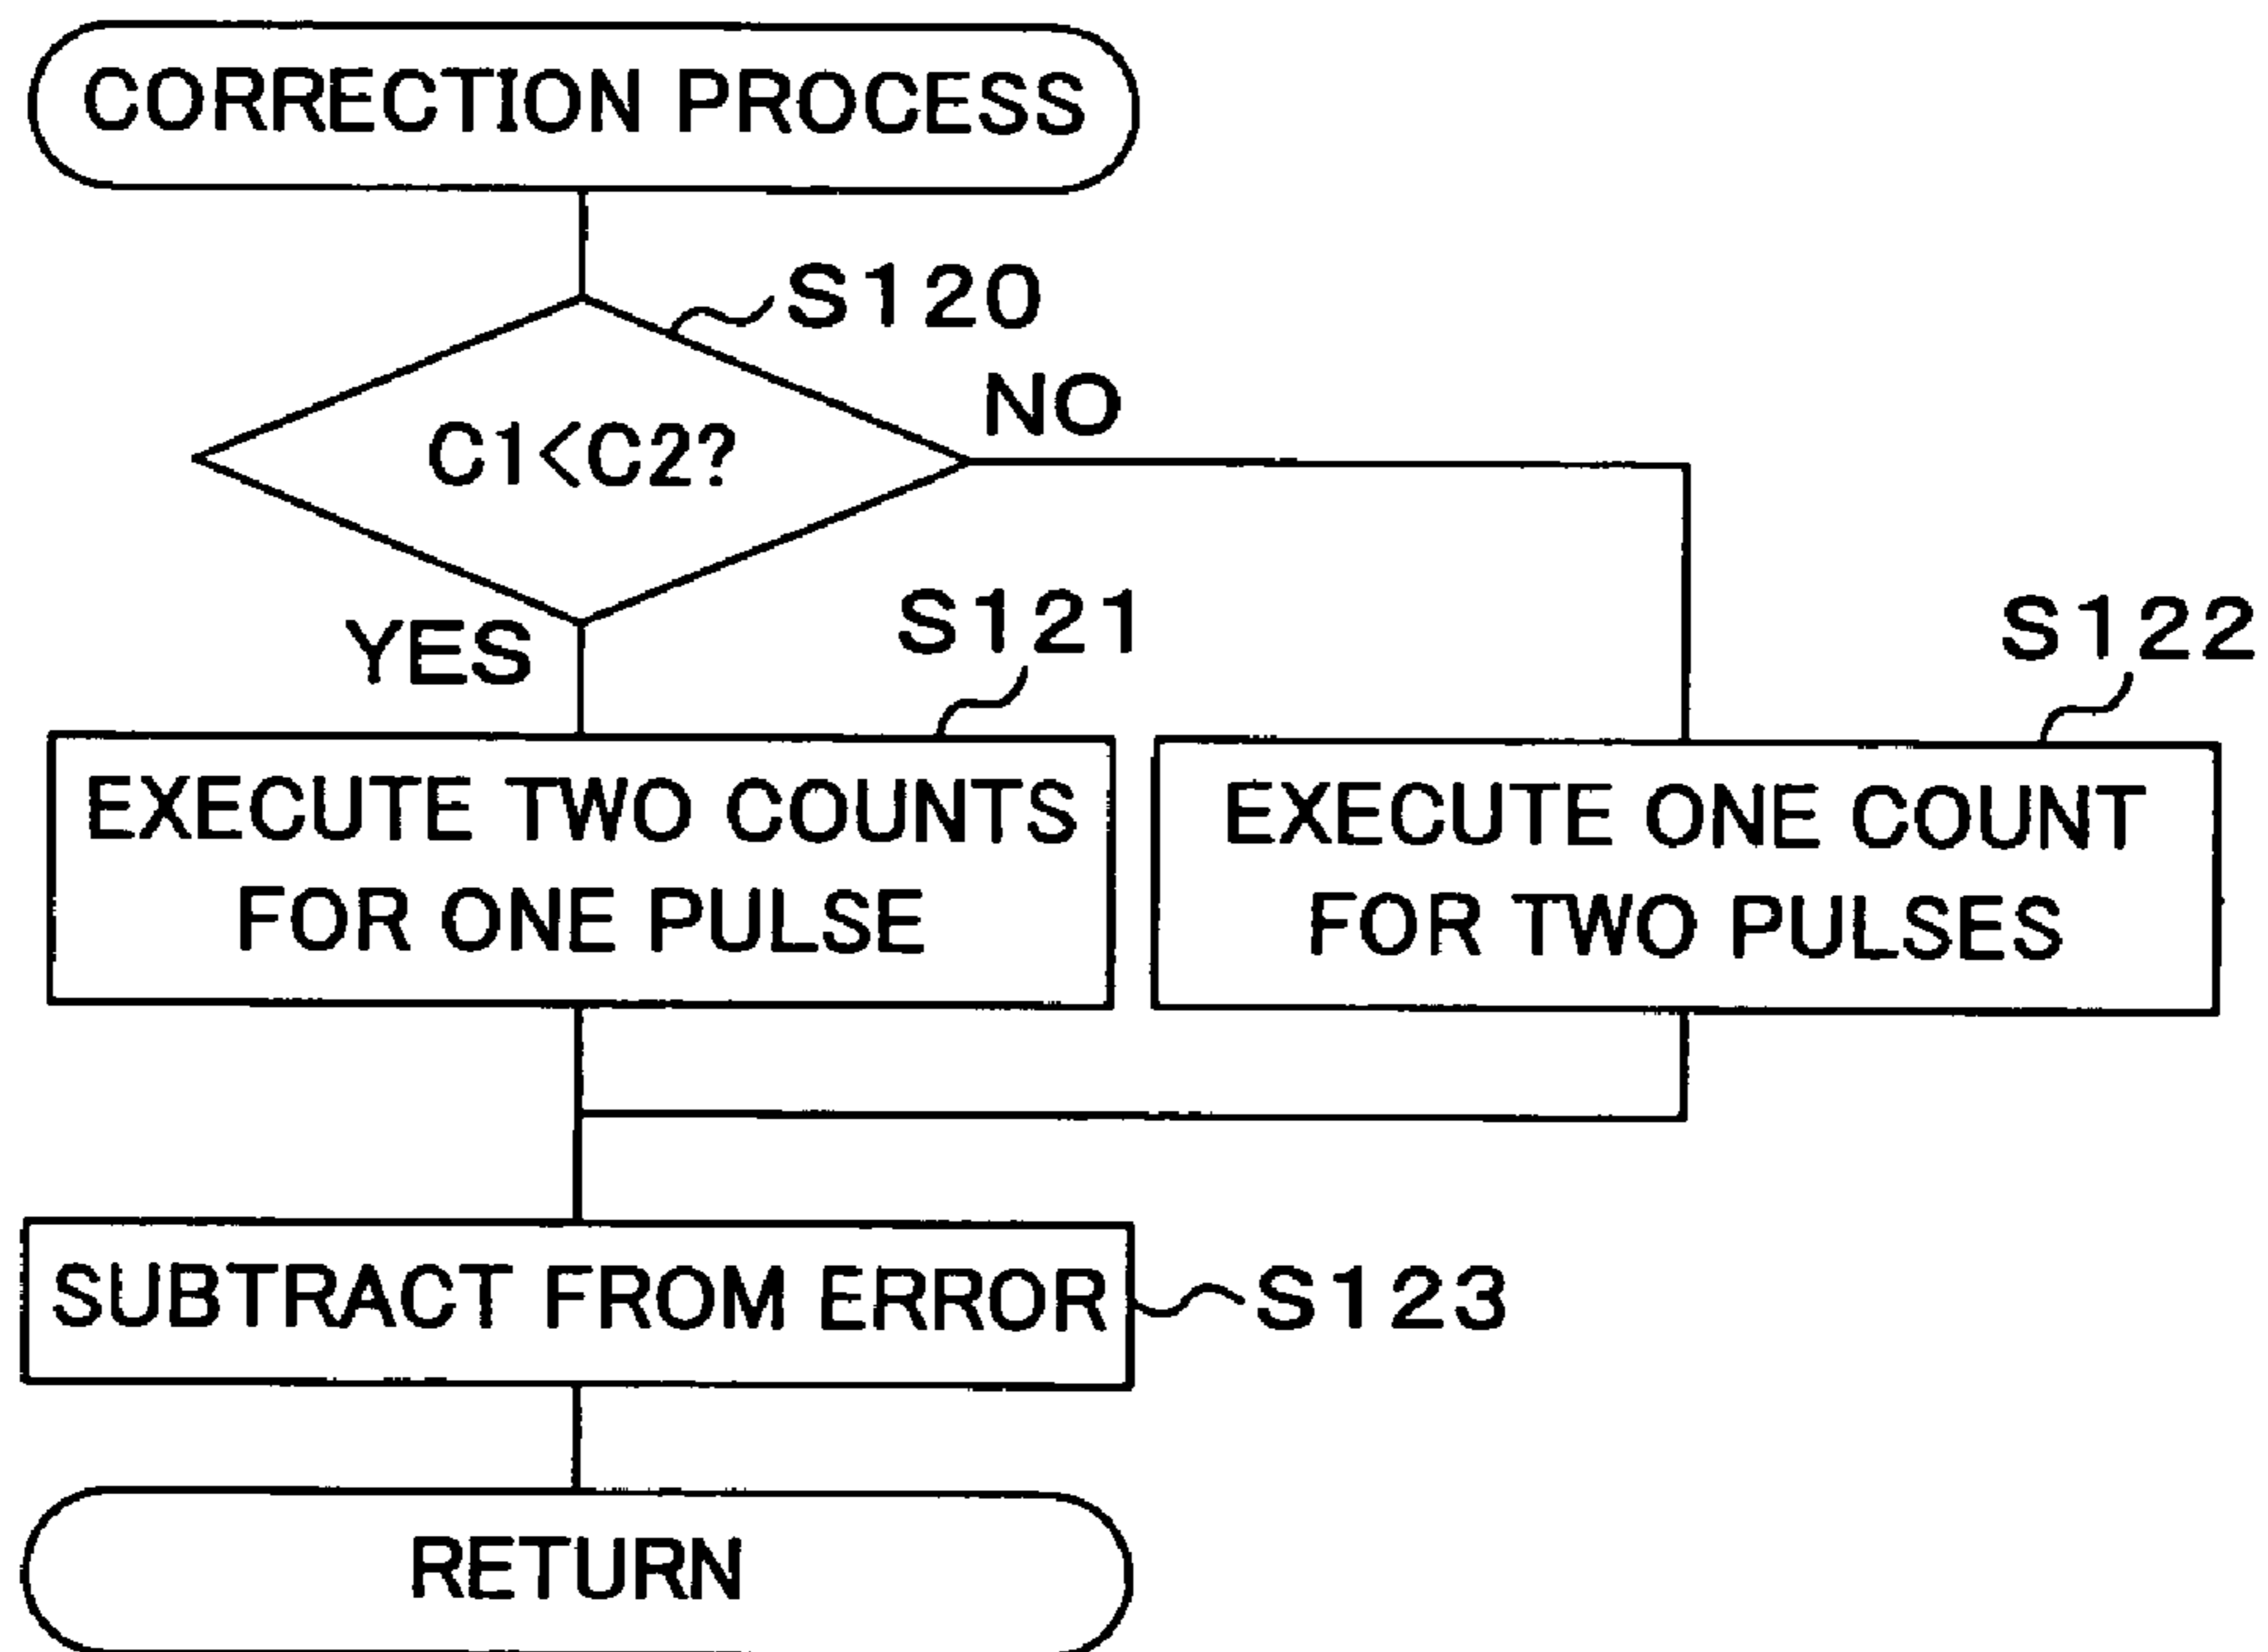 CORRECTION PROCESS
S120
C1<C2?
NO
YES
S121
EXECUTE TWO COUNTS
FOR ONE PULSE
S122
EXECUTE ONE COUNT
FOR TWO PULSES
SUBTRACT FROM ERROR
S123
RETURN